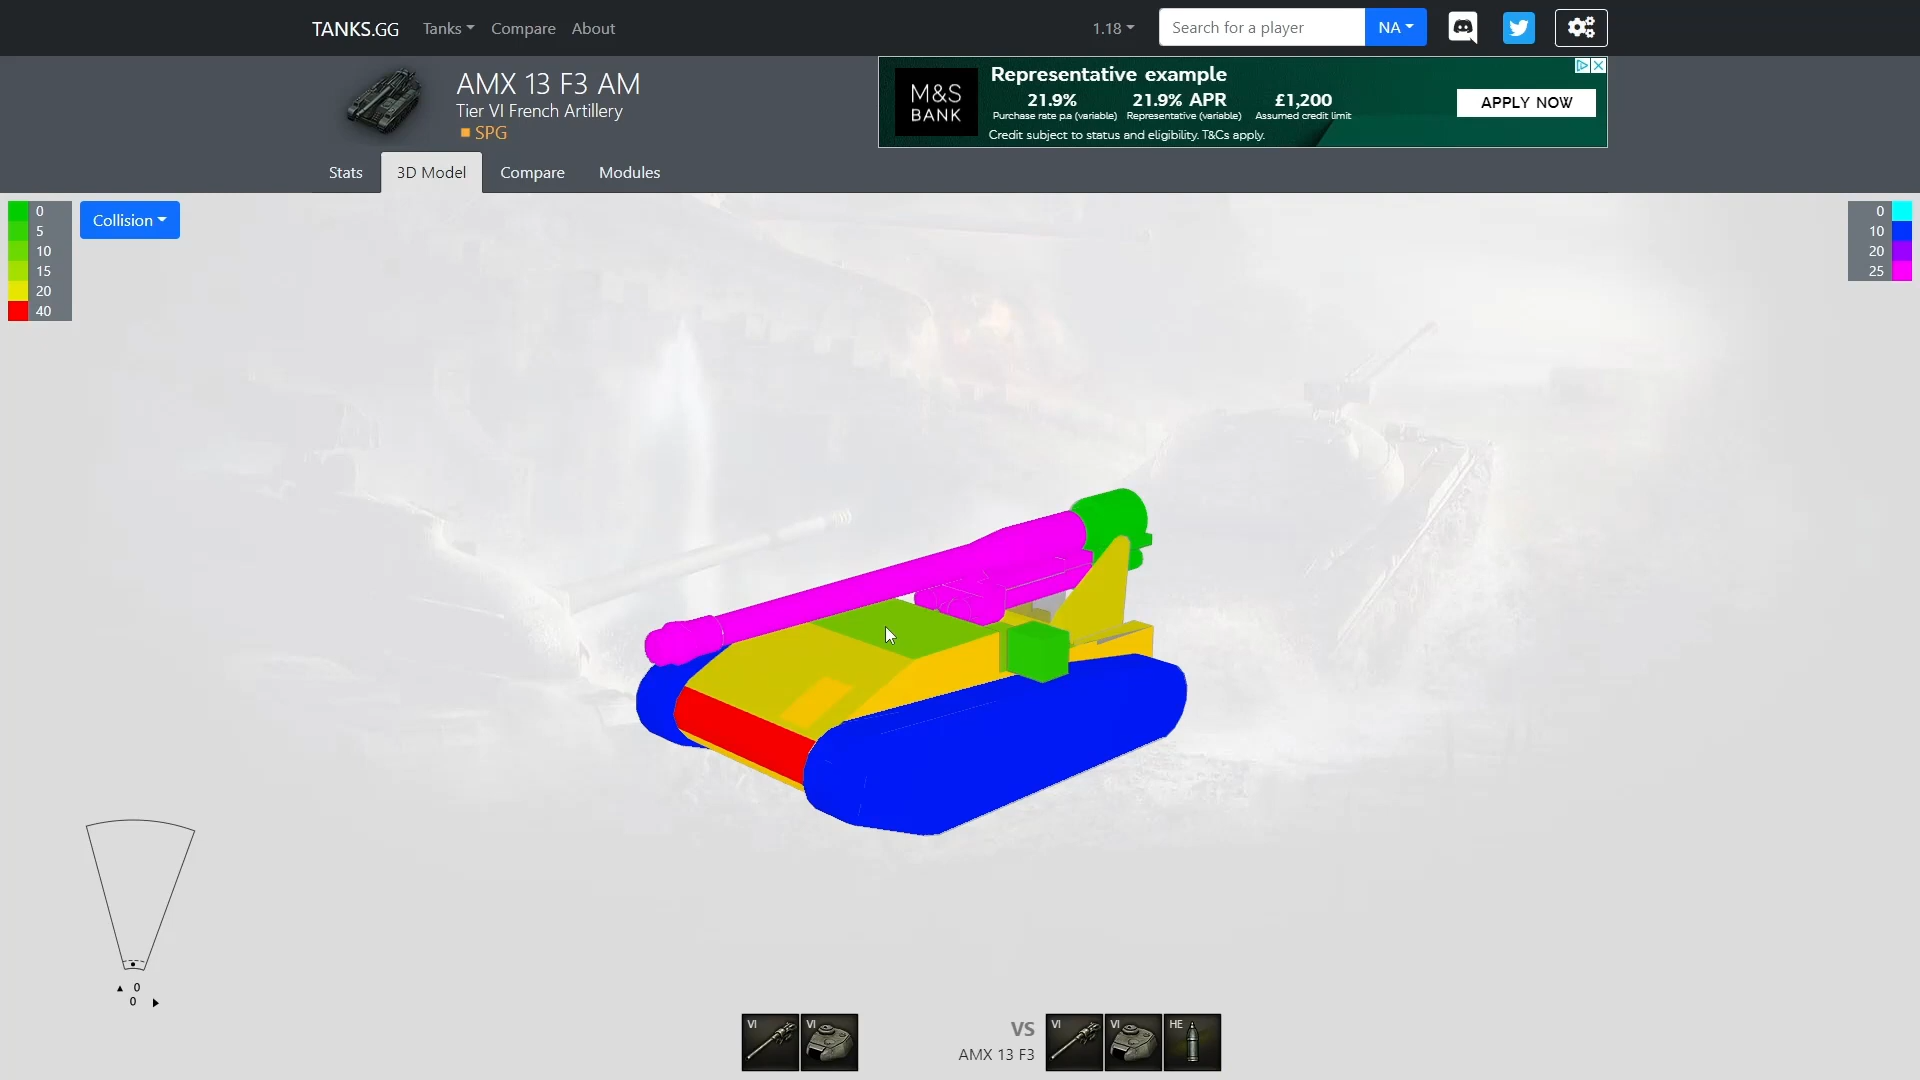 TANKS.GG Tanks Compare About 1.18 Search for a player NA
AMX 13 F3 AM
Tier VI French Artillery
SPG
M&S
BANK
Representative example
21.9% 21.9% APR £1,200
Purchase rate p.a (variable) Representative (variable) Assumed credit limit
Credit subject to status and eligibility. T&Cs apply.
APPLY NOW
Stats 3D Model Compare Modules
0
5
10
15
20
40
Collision
0
10
20
25
0
0
VI VI
VS
AMX 13 F3
VI VI HE